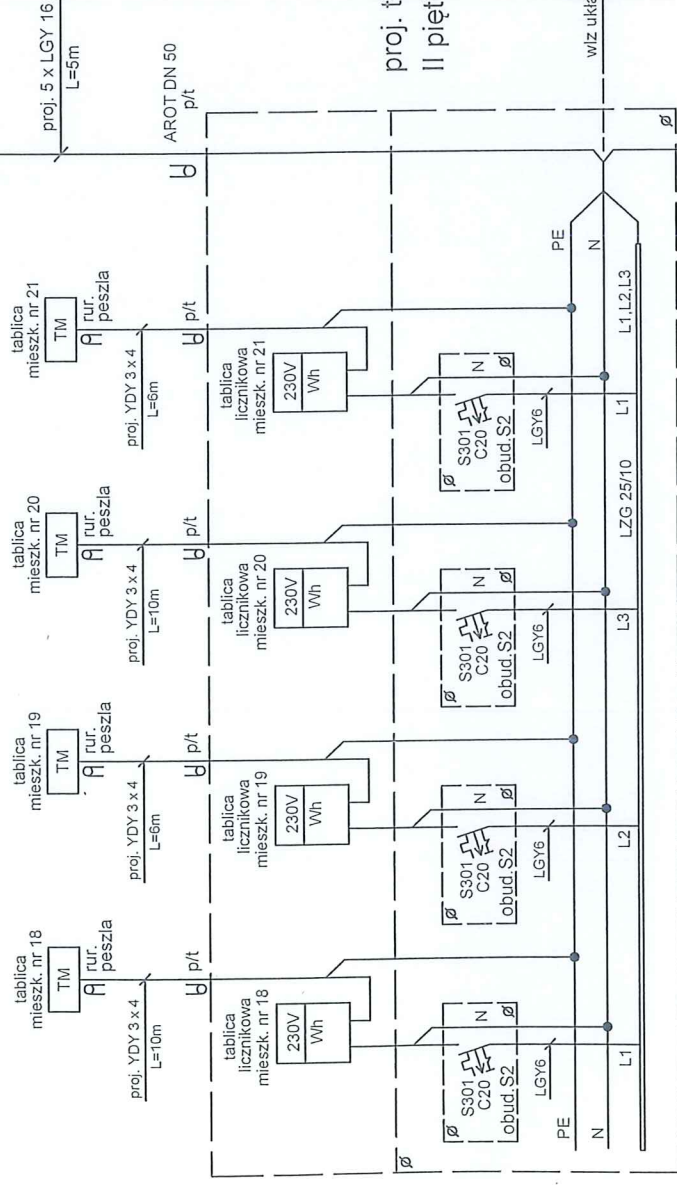 proj. 5 x LGY 16
L=5m
AROT DN 50
p/t
proj. t
II pięt
wlz ukła
tablica
mieszk. nr 18
TM
rur.
peszla
proj. YDY 3 x 4
L=10m
p/t
tablica
licznikowa
mieszk. nr 18
230V
Wh
S301
C20
N
obud.S2
LGY6
L1
tablica
mieszk. nr 19
TM
rur.
peszla
proj. YDY 3 x 4
L=6m
p/t
tablica
licznikowa
mieszk. nr 19
230V
Wh
S301
C20
N
obud.S2
LGY6
L2
tablica
mieszk. nr 20
TM
rur.
peszla
proj. YDY 3 x 4
L=10m
p/t
tablica
licznikowa
mieszk. nr 20
230V
Wh
S301
C20
N
obud.S2
LGY6
L3
tablica
mieszk. nr 21
TM
rur.
peszla
proj. YDY 3 x 4
L=6m
p/t
tablica
licznikowa
mieszk. nr 21
230V
Wh
S301
C20
N
obud.S2
LGY6
L1
PE
N
LZG 25/10
L1,L2,L3
PE
N